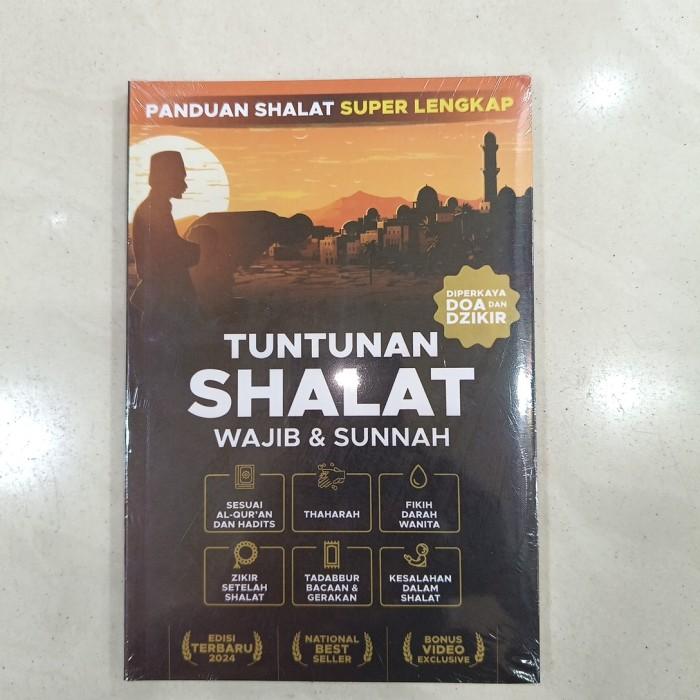 PANDUAN SHALAT SUPER LENGKAP
DIPERKAYA
DOA DAN
DZIKIR
TUNTUNAN
SHALAT
WAJIB & SUNNAH
SESUAI
AL-QUR'AN
DAN HADITS
THAHARAH
FIKIH
DARAH
WANITA
ZIKIR
SETELAH
SHALAT
TADABBUR
BACAAN &
GERAKAN
KESALAHAN
DALAM
SHALAT
EDISI
TERBARU
2024
NATIONAL
BEST
SELLER
BONUS
VIDEO
EXCLUSIVE